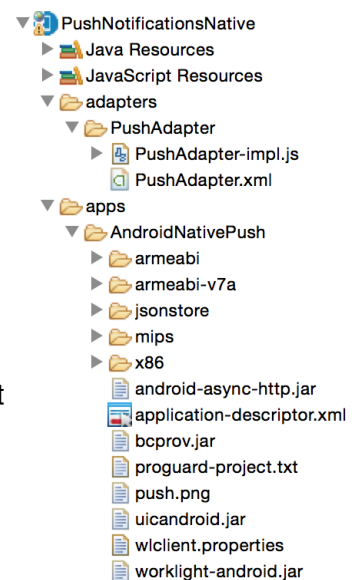 PushNotificationsNative
Java Resources
JavaScript Resources
adapters
PushAdapter
PushAdapter-impl.js
PushAdapter.xml
apps
AndroidNativePush
armeabi
armeabi-v7a
jsonstore
mips
x86
t
android-async-http.jar
application-descriptor.xml
bcprov.jar
proguard-project.txt
push.png
uicandroid.jar
wlclient.properties
worklight-android.jar